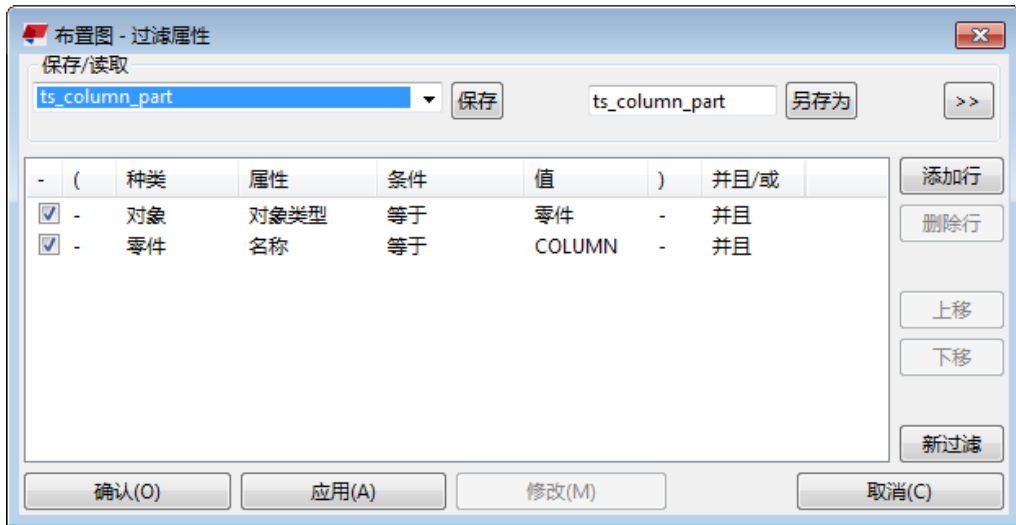 布置图 - 过滤属性
保存/读取
ts_column_part 保存 ts_column_part 另存为 >>
- ( 种类 属性 条件 值 ) 并且/或 添加行
- 对象 对象类型 等于 零件 - 并且 删除行
- 零件 名称 等于 COLUMN - 并且
上移
下移
新过滤
确认(O) 应用(A) 修改(M) 取消(C)